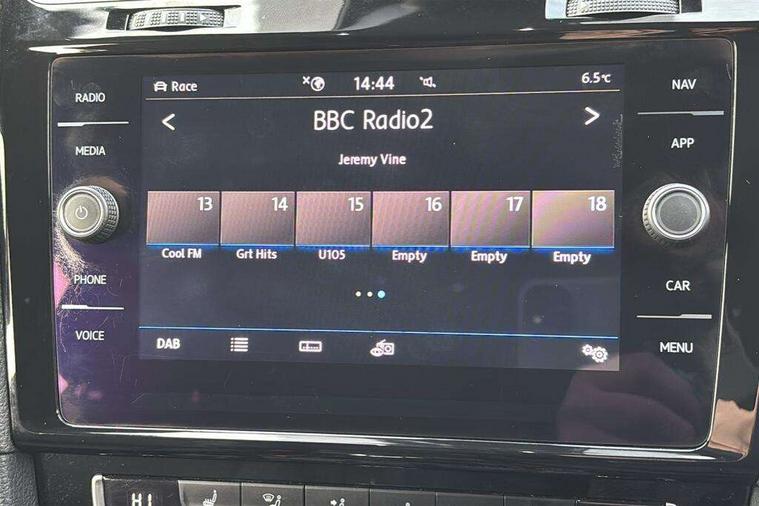 Race 14:44 6.5°C
BBC Radio2
Jeremy Vine
13 14 15 16 17 18
Cool FM Grt Hits U105 Empty Empty Empty
DAB
RADIO
MEDIA
PHONE
VOICE
NAV
APP
CAR
MENU
HI